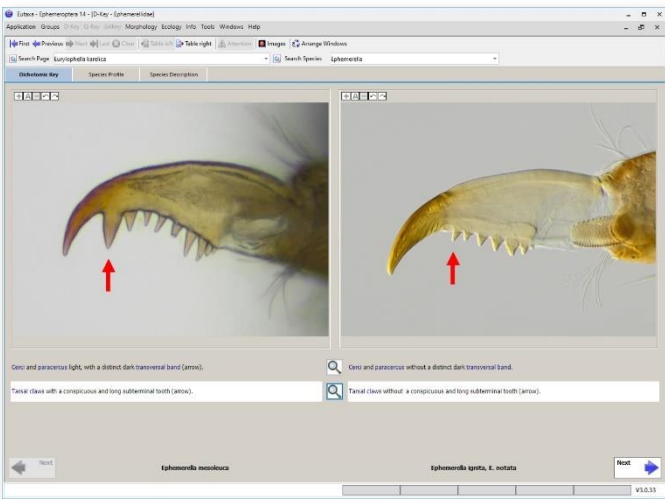 Eutaxa - Ephemeroptera 14 - [D-Key - Ephemerellidae]
Application Groups D-Key G-Key Morphology Ecology Info Tools Windows Help
First Previous Next Last Clear Table left Table right Attention Images Arrange Windows
Search Page Eurylophella karelica Search Species Ephemerella
Dichotomic Key Species Profile Species Description
Cerci and paracercus light, with a distinct dark transversal band (arrow). Cerci and paracercus without a distinct dark transversal band.
Tarsal claws with a conspicuous and long subterminal tooth (arrow). Tarsal claws without a conspicuous and long subterminal tooth (arrow).
Next Ephemerella mesoleuca Ephemerella ignita, E. notata Next
V3.0.33